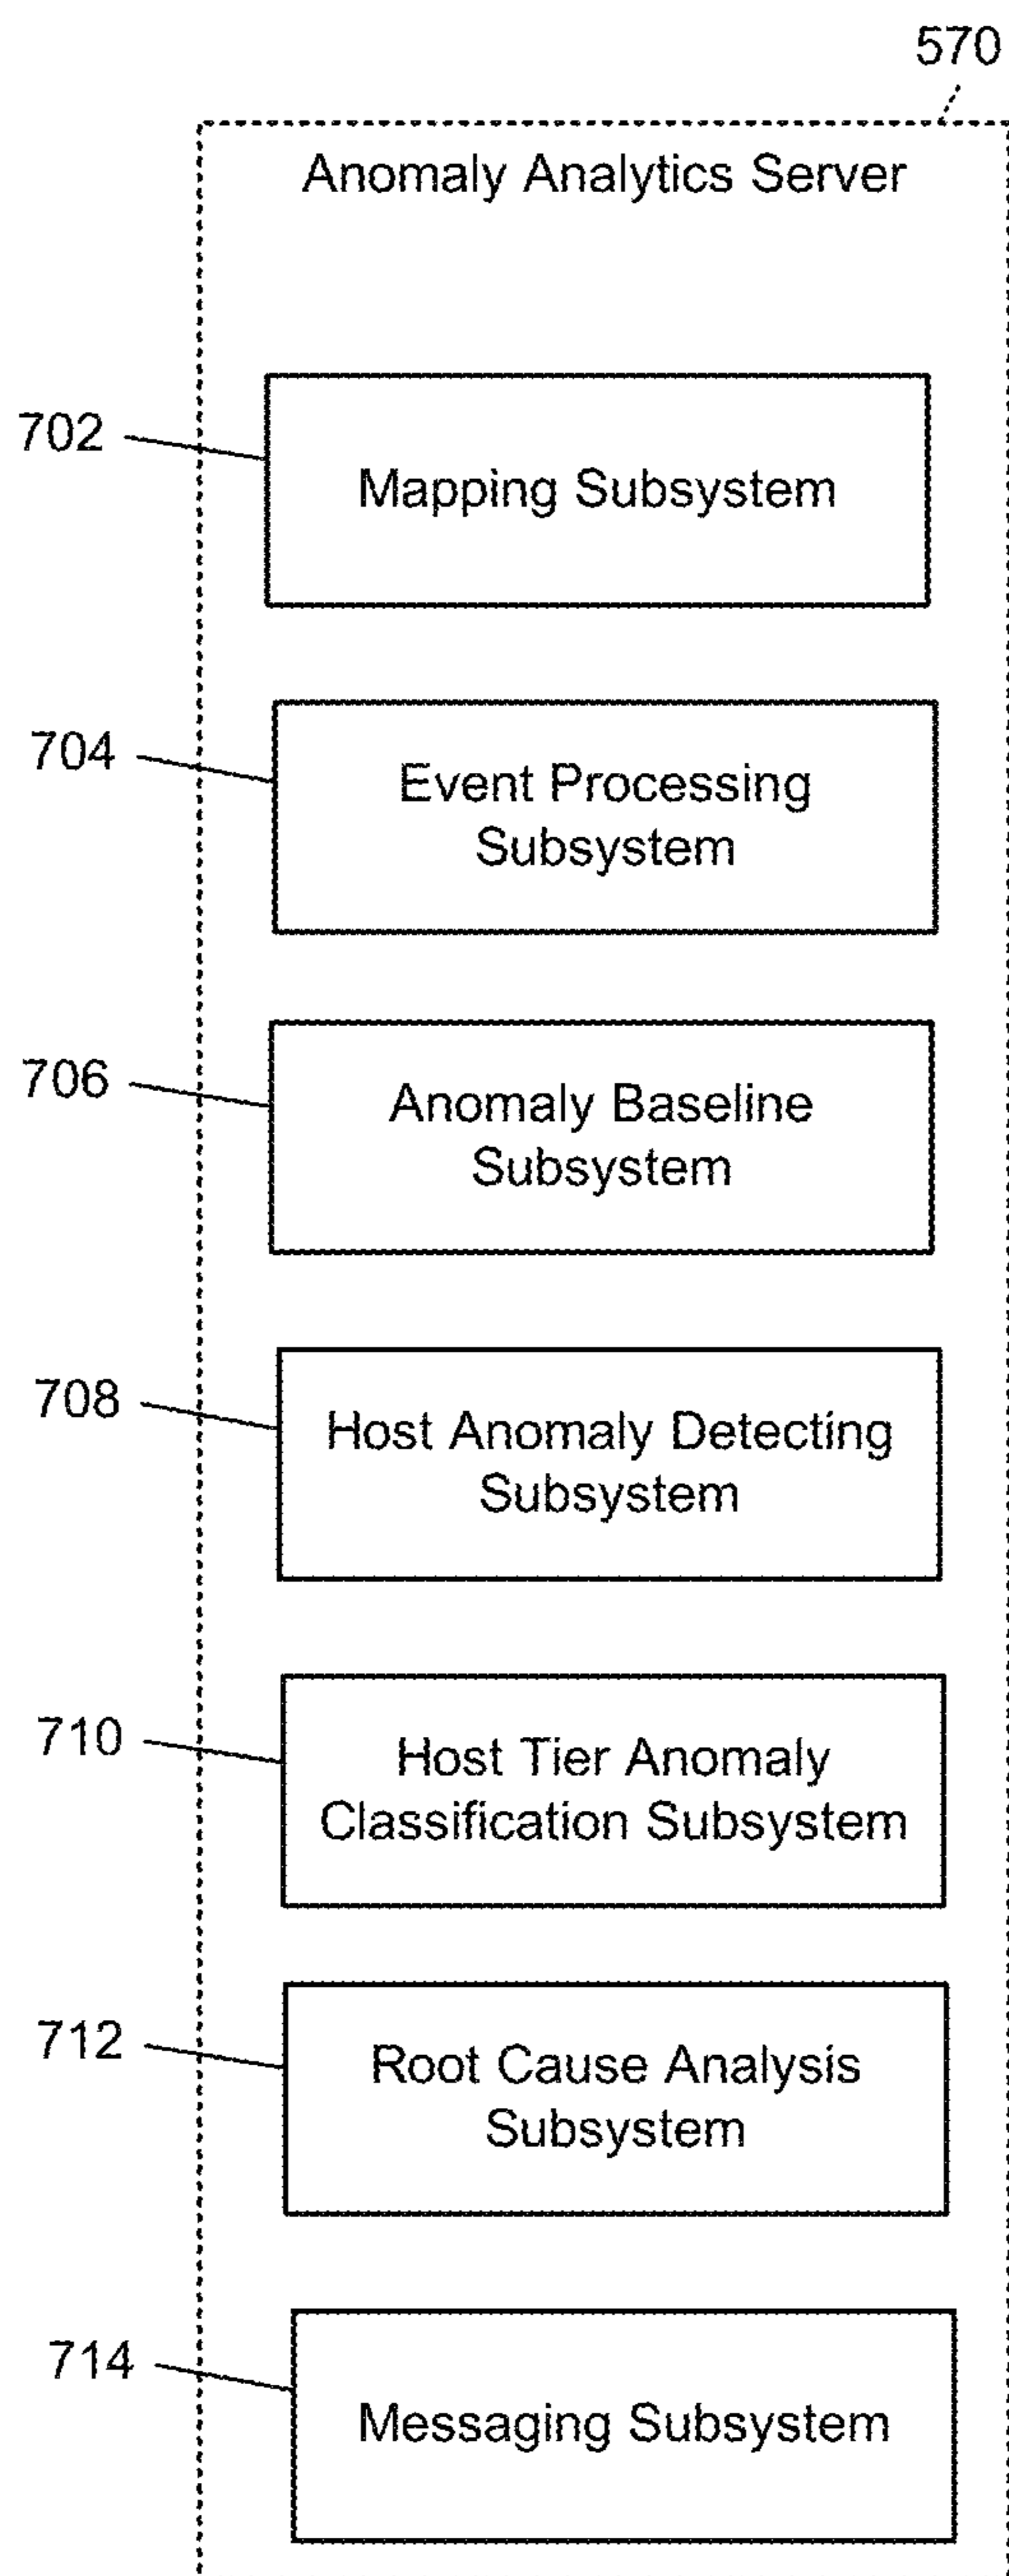 570
Anomaly Analytics Server
702
Mapping Subsystem
704
Event Processing
Subsystem
706
Anomaly Baseline
Subsystem
708
Host Anomaly Detecting
Subsystem
710
Host Tier Anomaly
Classification Subsystem
712
Root Cause Analysis
Subsystem
714
Messaging Subsystem